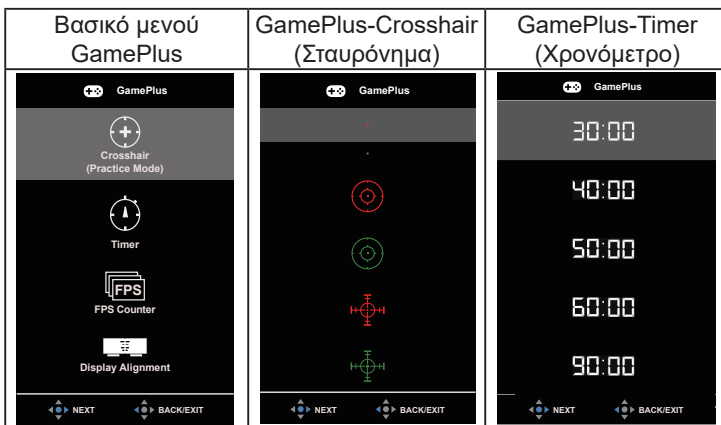 Βασικό μενού
GamePlus
GamePlus-Crosshair
(Σταυρόνημα)
GamePlus-Timer
(Χρονόμετρο)
GamePlus
Crosshair
(Practice Mode)
Timer
FPS
FPS Counter
Display Alignment
NEXT BACK/EXIT
GamePlus
NEXT BACK/EXIT
GamePlus
30:00
40:00
50:00
60:00
90:00
NEXT BACK/EXIT